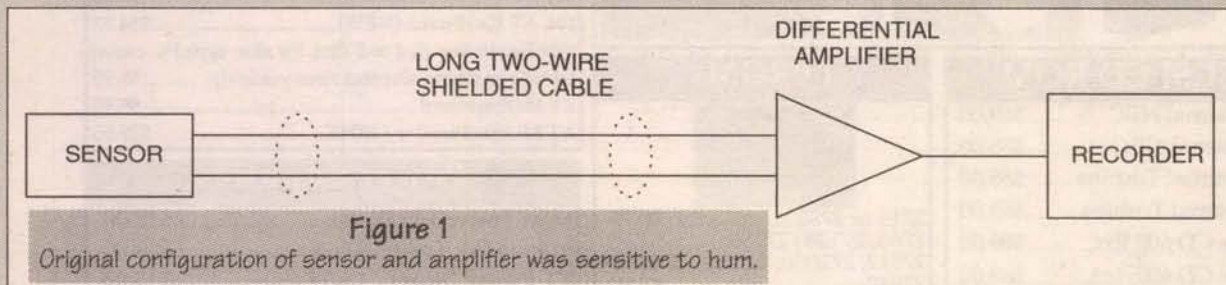 DIFFERENTIAL
AMPLIFIER
LONG TWO-WIRE
SHIELDED CABLE
SENSOR
RECORDER
Figure 1
Original configuration of sensor and amplifier was sensitive to hum.